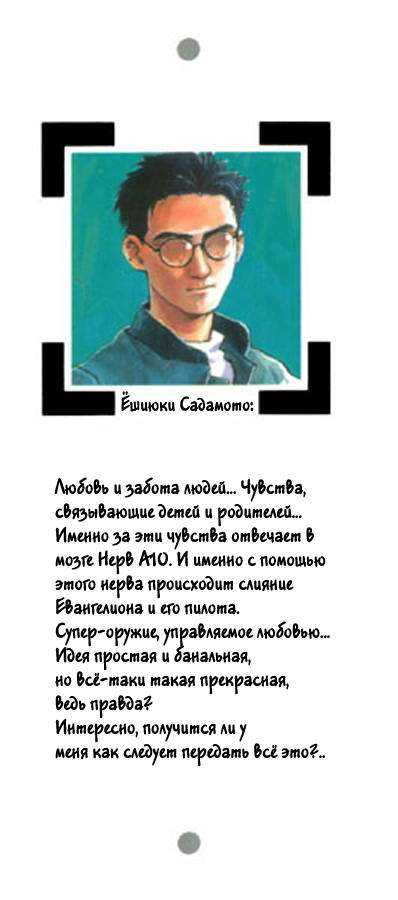 Ёшиюки Садамото:
Любовь и забота людей... Чувства,
связывающие детей и родителей...
Именно за эти чувства отвечает в
мозге Нерв А10. И именно с помощью
этого нерва происходит слияние
Евангелиона и его пилота.
Супер-оружие, управляемое любовью...
Идея простая и банальная,
но всё-таки такая прекрасная,
ведь правда?
Интересно, получится ли у
меня как следует передать всё это?..